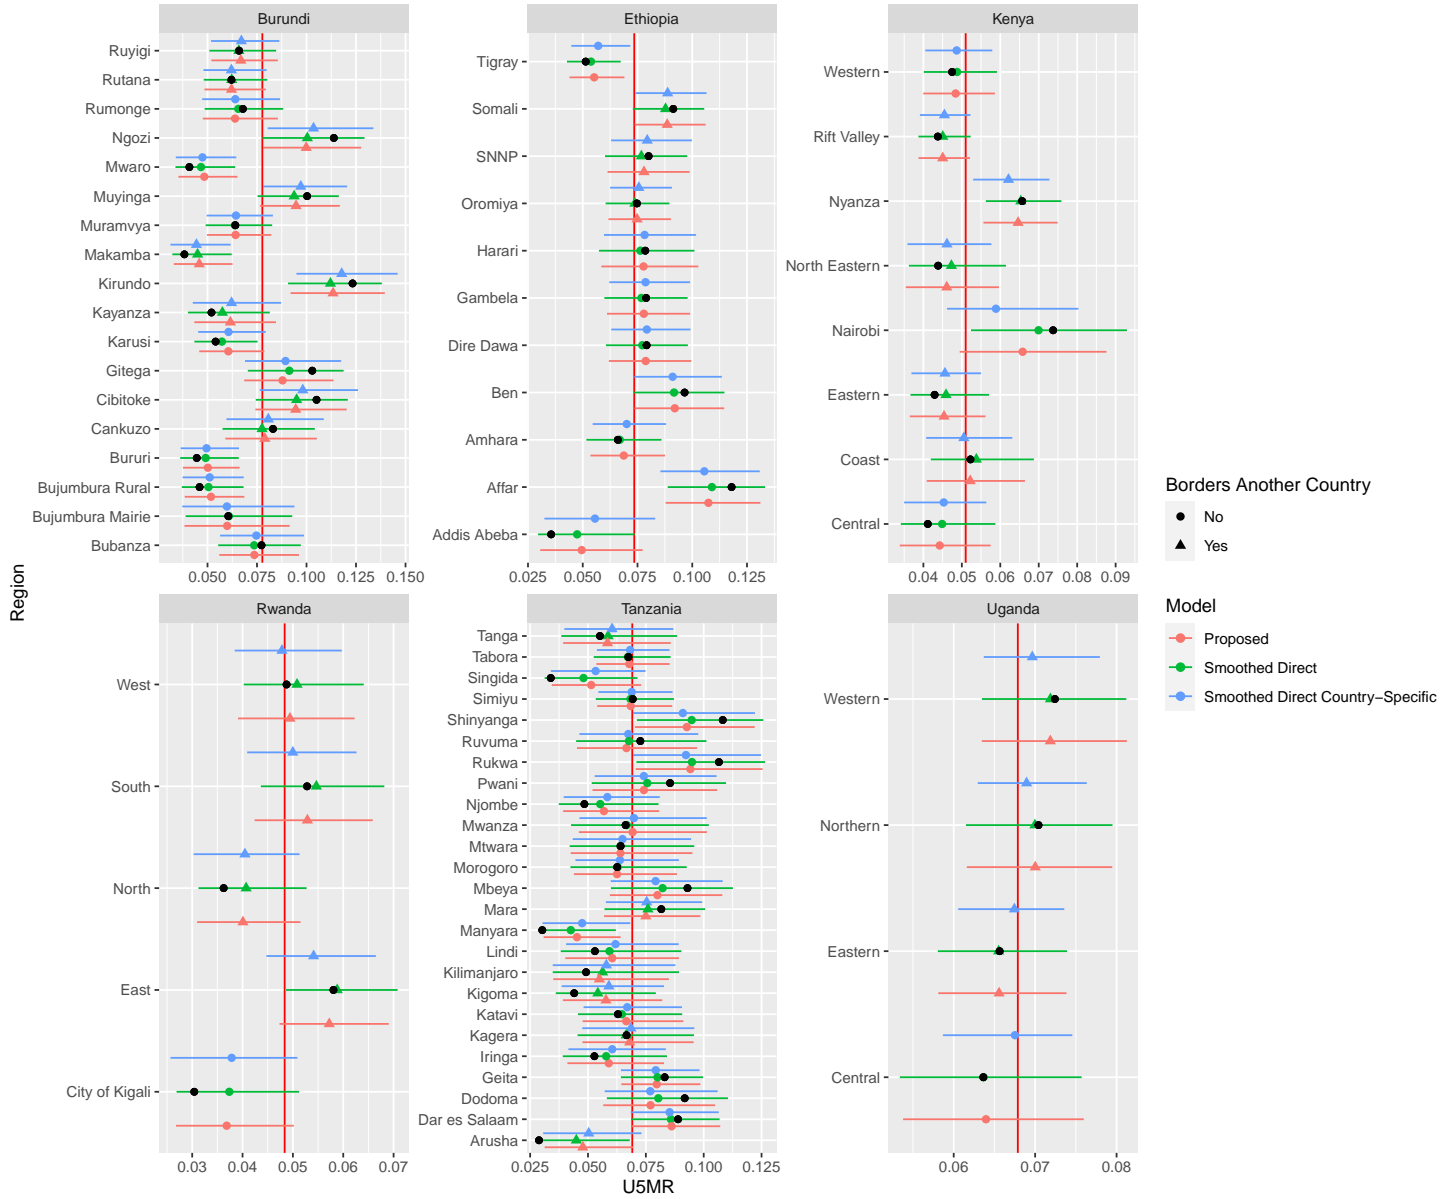 Burundi
Ethiopia
Kenya
Ruyigi
Rutana
Rumonge
Ngozi
Mwaro
Muyinga
Muramvya
Makamba
Kirundo
Kayanza
Karusi
Gitega
Cibitoke
Cankuzo
Bururi
Bujumbura Rural
Bujumbura Mairie
Bubanza
0.050 0.075 0.100 0.125 0.150
Tigray
Somali
SNNP
Oromiya
Harari
Gambela
Dire Dawa
Ben
Amhara
Affar
Addis Abeba
0.025 0.050 0.075 0.100 0.125
Western
Rift Valley
Nyanza
North Eastern
Nairobi
Eastern
Coast
Central
0.04 0.05 0.06 0.07 0.08 0.09
Region
Rwanda
Tanzania
Uganda
West
South
North
East
City of Kigali
0.03 0.04 0.05 0.06 0.07
Tanga
Tabora
Singida
Simiyu
Shinyanga
Ruvuma
Rukwa
Pwani
Njombe
Mwanza
Mtwara
Morogoro
Mbeya
Mara
Manyara
Lindi
Kilimanjaro
Kigoma
Katavi
Kagera
Iringa
Geita
Dodoma
Dar es Salaam
Arusha
0.025 0.050 0.075 0.100 0.125
Western
Northern
Eastern
Central
0.06 0.07 0.08
U5MR
Borders Another Country
No
Yes
Model
Proposed
Smoothed Direct
Smoothed Direct Country−Specific